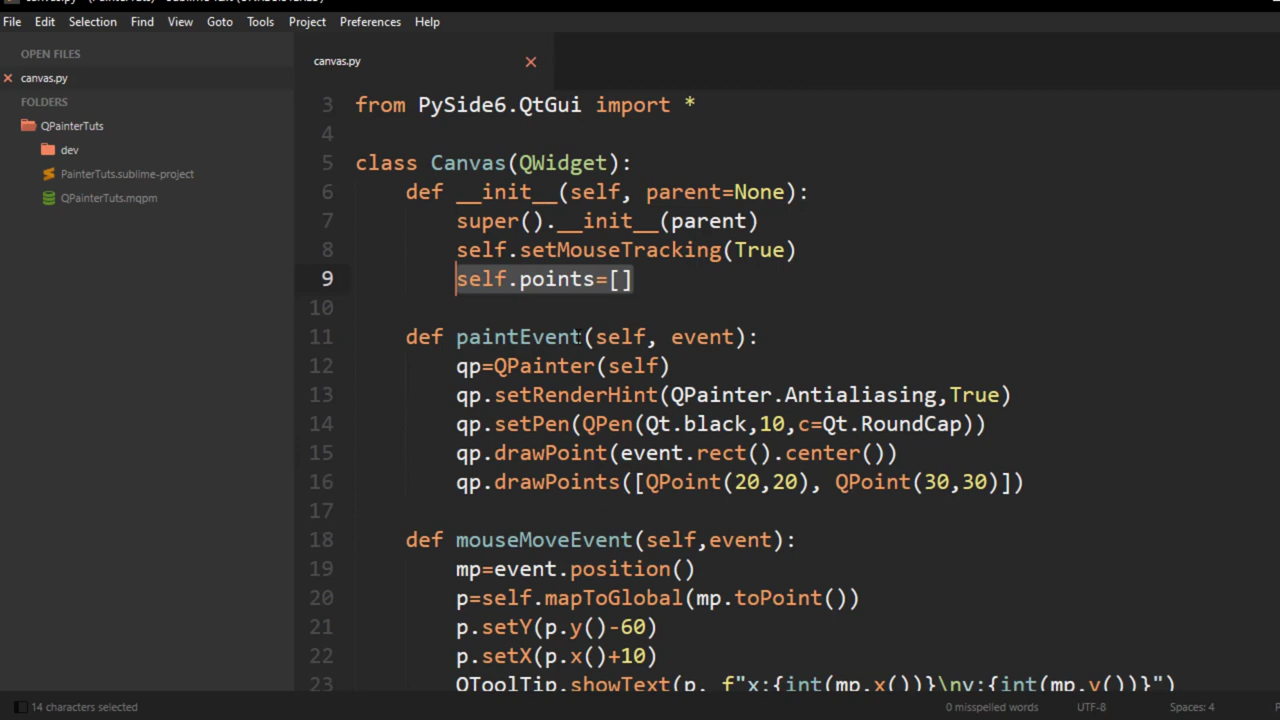 File Edit Selection Find View Goto Tools Project Preferences Help
OPEN FILES
canvas.py
FOLDERS
QPainterTuts
dev
PainterTuts.sublime-project
QPainterTuts.mqpm
canvas.py
3 from PySide6.QtGui import *
4
5 class Canvas(QWidget):
6 def __init__(self, parent=None):
7 super().__init__(parent)
8 self.setMouseTracking(True)
9 self.points=[]
10
11 def paintEvent(self, event):
12 qp=QPainter(self)
13 qp.setRenderHint(QPainter.Antialiasing,True)
14 qp.setPen(QPen(Qt.black,10,c=Qt.RoundCap))
15 qp.drawPoint(event.rect().center())
16 qp.drawPoints([QPoint(20,20), QPoint(30,30)])
17
18 def mouseMoveEvent(self,event):
19 mp=event.position()
20 p=self.mapToGlobal(mp.toPoint())
21 p.setY(p.y()-60)
22 p.setX(p.x()+10)
23 QToolTip.showText(p, f"x:{int(mp.x())}\ny:{int(mp.y())}")
14 characters selected
0 misspelled words UTF-8 Spaces: 4